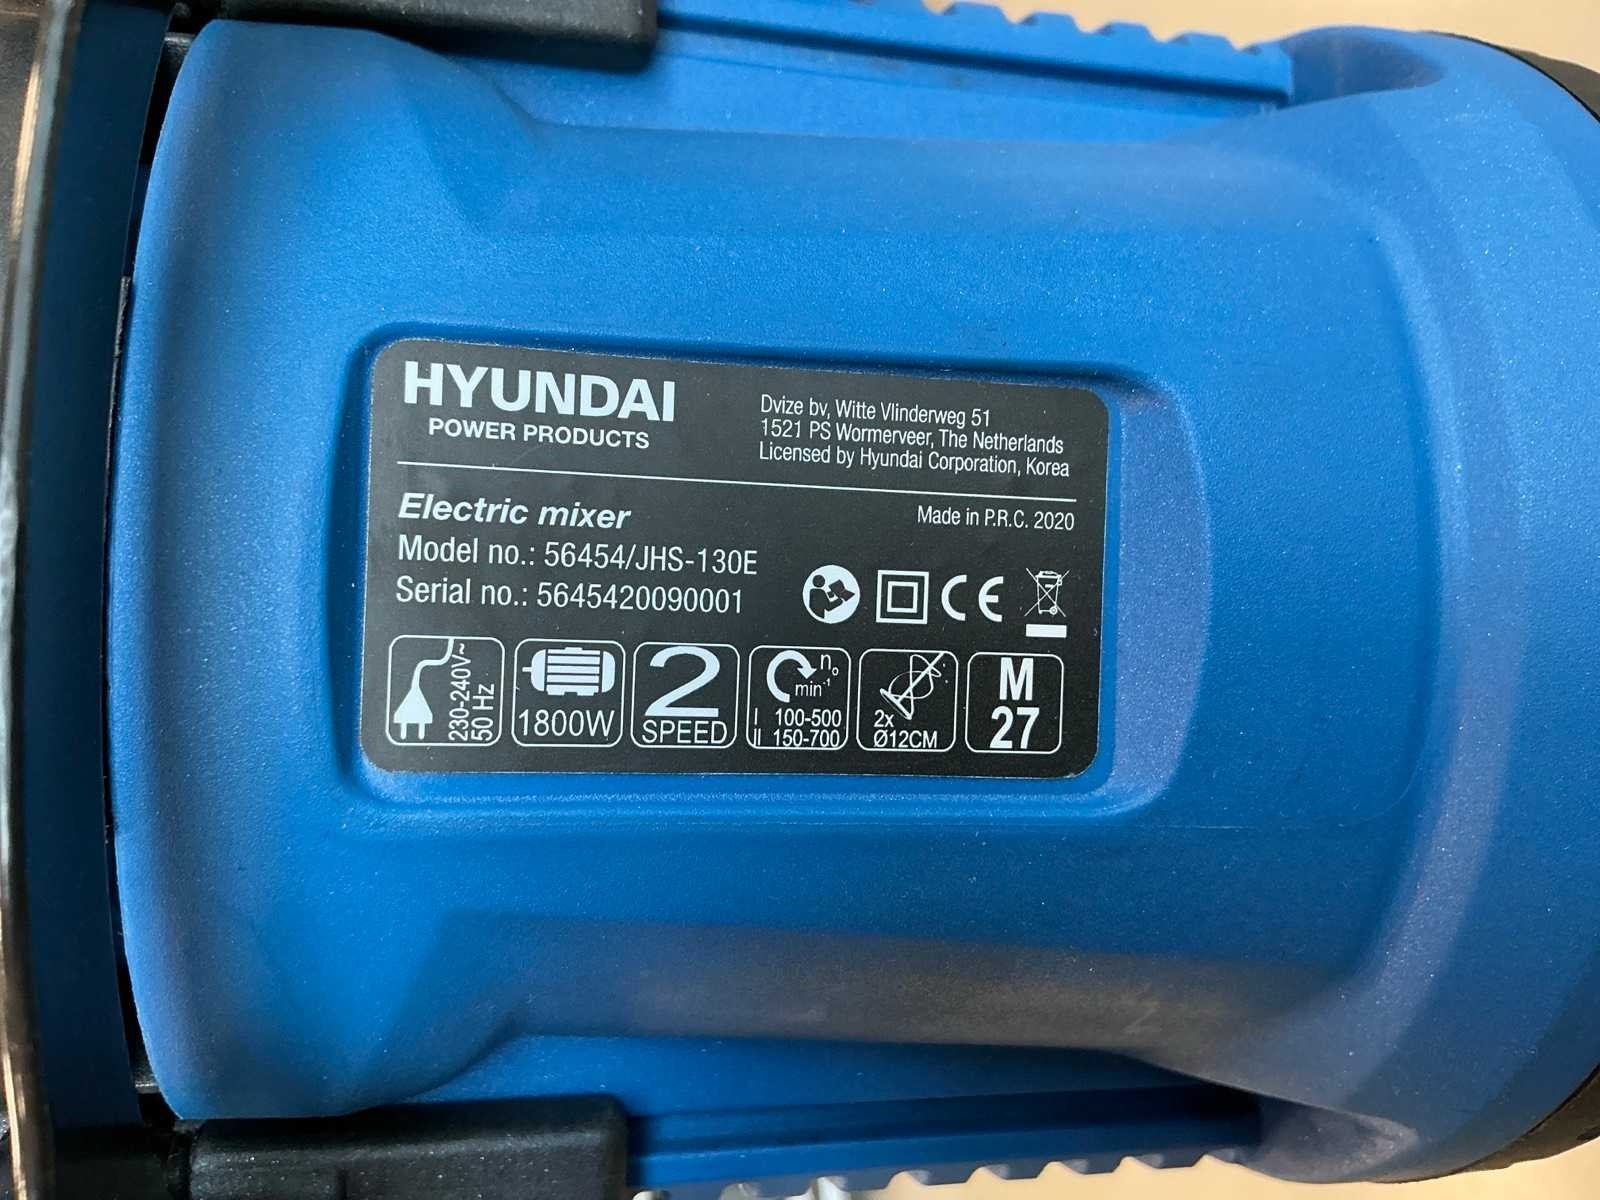 HYUNDAI
POWER PRODUCTS
Dvize bv, Witte Vlinderweg 51
1521 PS Wormerveer, The Netherlands
Licensed by Hyundai Corporation, Korea
Electric mixer
Made in P.R.C. 2020
Model no.: 56454/JHS-130E
Serial no.: 5645420090001
CE
230-240V~
50 Hz
1800W
2
SPEED
n₀
min⁻¹
I 100-500
II 150-700
2x
Ø12CM
M
27